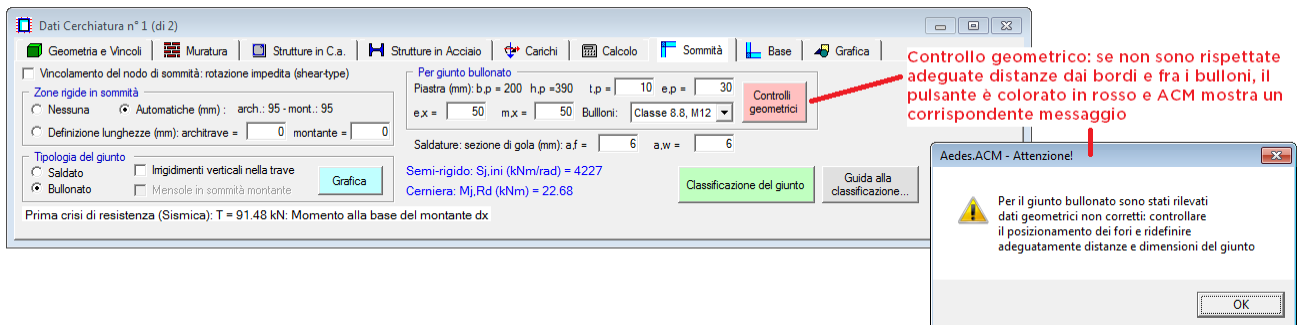 Dati Cerchiatura n° 1 (di 2)
Geometria e Vincoli Muratura Strutture in C.a. Strutture in Acciaio Carichi Calcolo Sommità Base Grafica
Vincolamento del nodo di sommità: rotazione impedita (shear-type)
Zone rigide in sommità
Nessuna Automatiche (mm) : arch.: 95 - mont.: 95
Definizione lunghezze (mm): architrave = 0 montante = 0
Tipologia del giunto
Saldato Irrigidimenti verticali nella trave
Bullonato Mensole in sommità montante
Grafica
Per giunto bullonato
Piastra (mm): b,p = 200 h,p =390 t,p = 10 e,p = 30
e,x = 50 m,x = 50 Bulloni: Classe 8.8, M12
Controlli
geometrici
Saldature: sezione di gola (mm): a,f = 6 a,w = 6
Semi-rigido: Sj,ini (kNm/rad) = 4227
Cerniera: Mj,Rd (kNm) = 22.68
Classificazione del giunto
Guida alla
classificazione...
Prima crisi di resistenza (Sismica): T = 91.48 kN: Momento alla base del montante dx
Controllo geometrico: se non sono rispettate
adeguate distanze dai bordi e fra i bulloni, il
pulsante è colorato in rosso e ACM mostra un
corrispondente messaggio
Aedes.ACM - Attenzione!
Per il giunto bullonato sono stati rilevati
dati geometrici non corretti: controllare
il posizionamento dei fori e ridefinire
adeguatamente distanze e dimensioni del giunto
OK